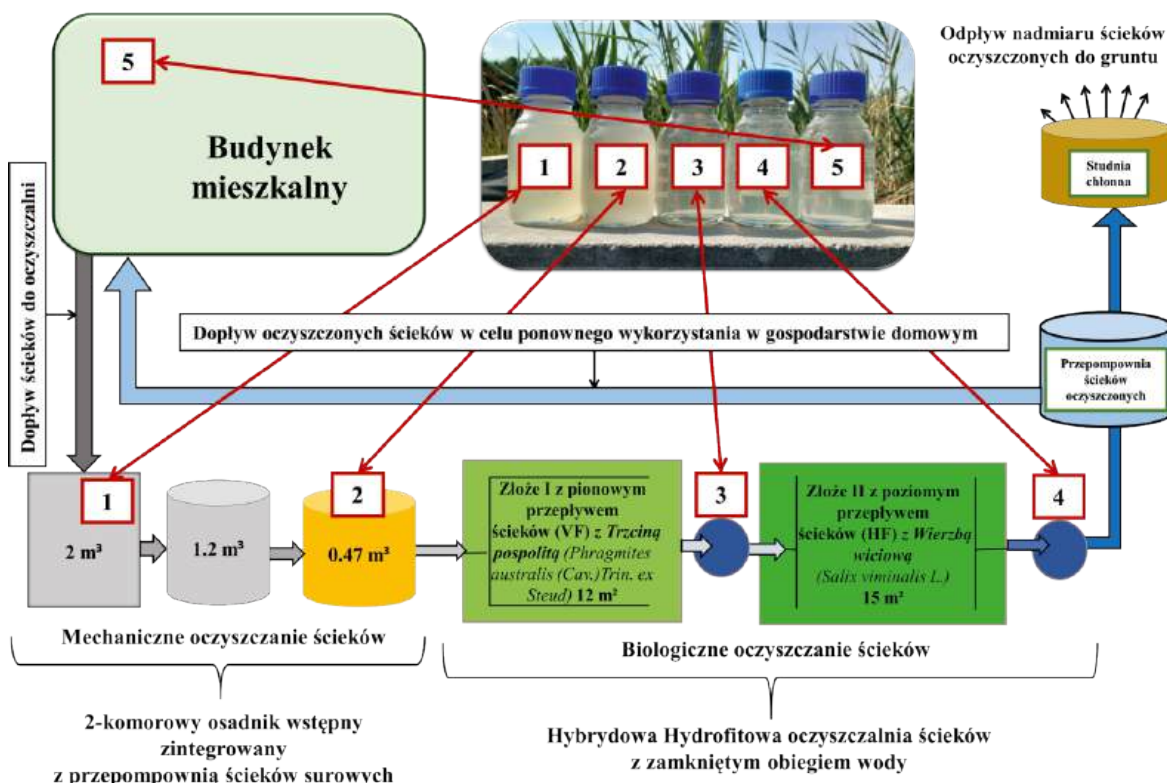 5
Budynek
mieszkalny
Dopływ ścieków do oczyszczalni
1
2
3
4
5
Odpływ nadmiaru ścieków
oczyszczonych do gruntu
Studnia
chłonna
Dopływ oczyszczonych ścieków w celu ponownego wykorzystania w gospodarstwie domowym
Przepompownia
ścieków
oczyszczonych
1
2 m³
1.2 m³
2
0.47 m³
Złoże I z pionowym
przepływem
ścieków (VF) z Trzciną
pospolitą (Phragmites
australis (Cav.)Trin. ex
Steud) 12 m²
3
Złoże II z poziomym
przepływem
ścieków (HF) z Wierzbą
wiciową
(Salix viminalis L.)
15 m²
4
Mechaniczne oczyszczanie ścieków
Biologiczne oczyszczanie ścieków
2-komorowy osadnik wstępny
zintegrowany
z przepompownią ścieków surowych
Hybrydowa Hydrofitowa oczyszczalnia ścieków
z zamkniętym obiegiem wody